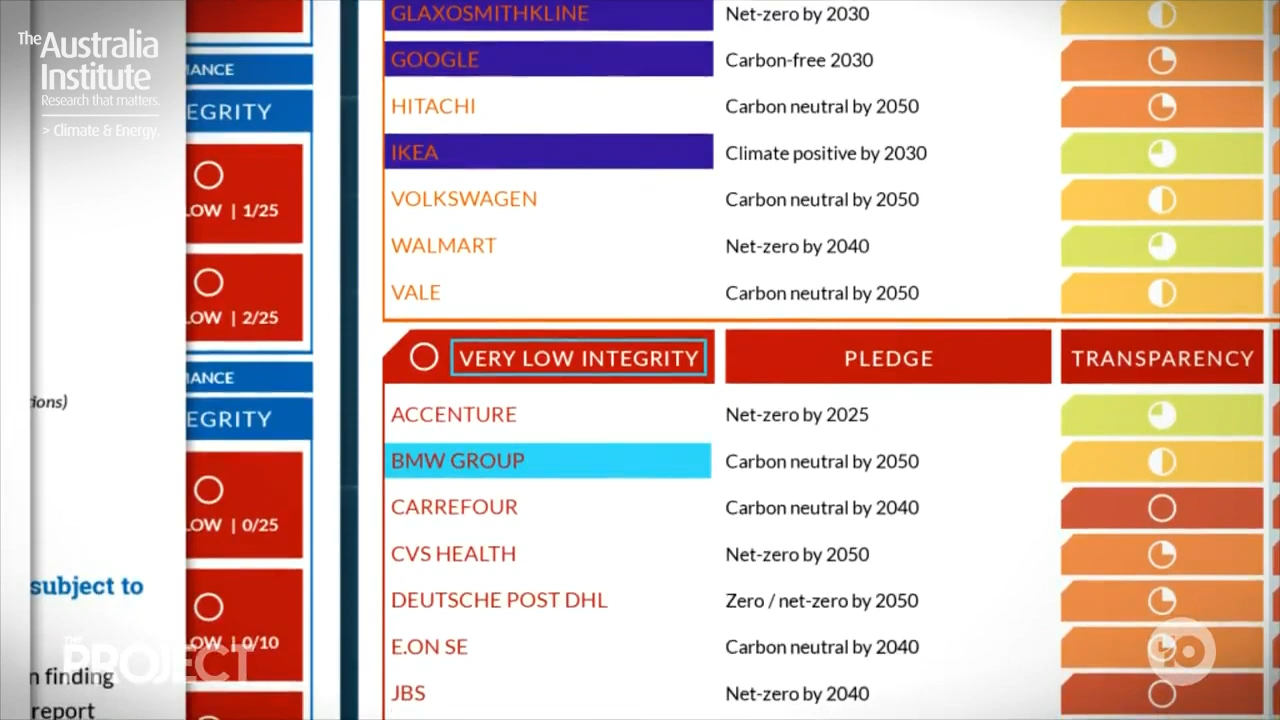 The Australia
Institute
Research that matters.
> Climate & Energy.
MANCE
EGRITY
LOW | 1/25
LOW | 2/25
MANCE
EGRITY
LOW | 0/25
LOW | 0/10
ions)
subject to
n finding
report
THE PROJECT
GLAXOSMITHKLINE Net-zero by 2030
GOOGLE Carbon-free 2030
HITACHI Carbon neutral by 2050
IKEA Climate positive by 2030
VOLKSWAGEN Carbon neutral by 2050
WALMART Net-zero by 2040
VALE Carbon neutral by 2050
VERY LOW INTEGRITY PLEDGE TRANSPARENCY
ACCENTURE Net-zero by 2025
BMW GROUP Carbon neutral by 2050
CARREFOUR Carbon neutral by 2040
CVS HEALTH Net-zero by 2050
DEUTSCHE POST DHL Zero / net-zero by 2050
E.ON SE Carbon neutral by 2040
JBS Net-zero by 2040
10